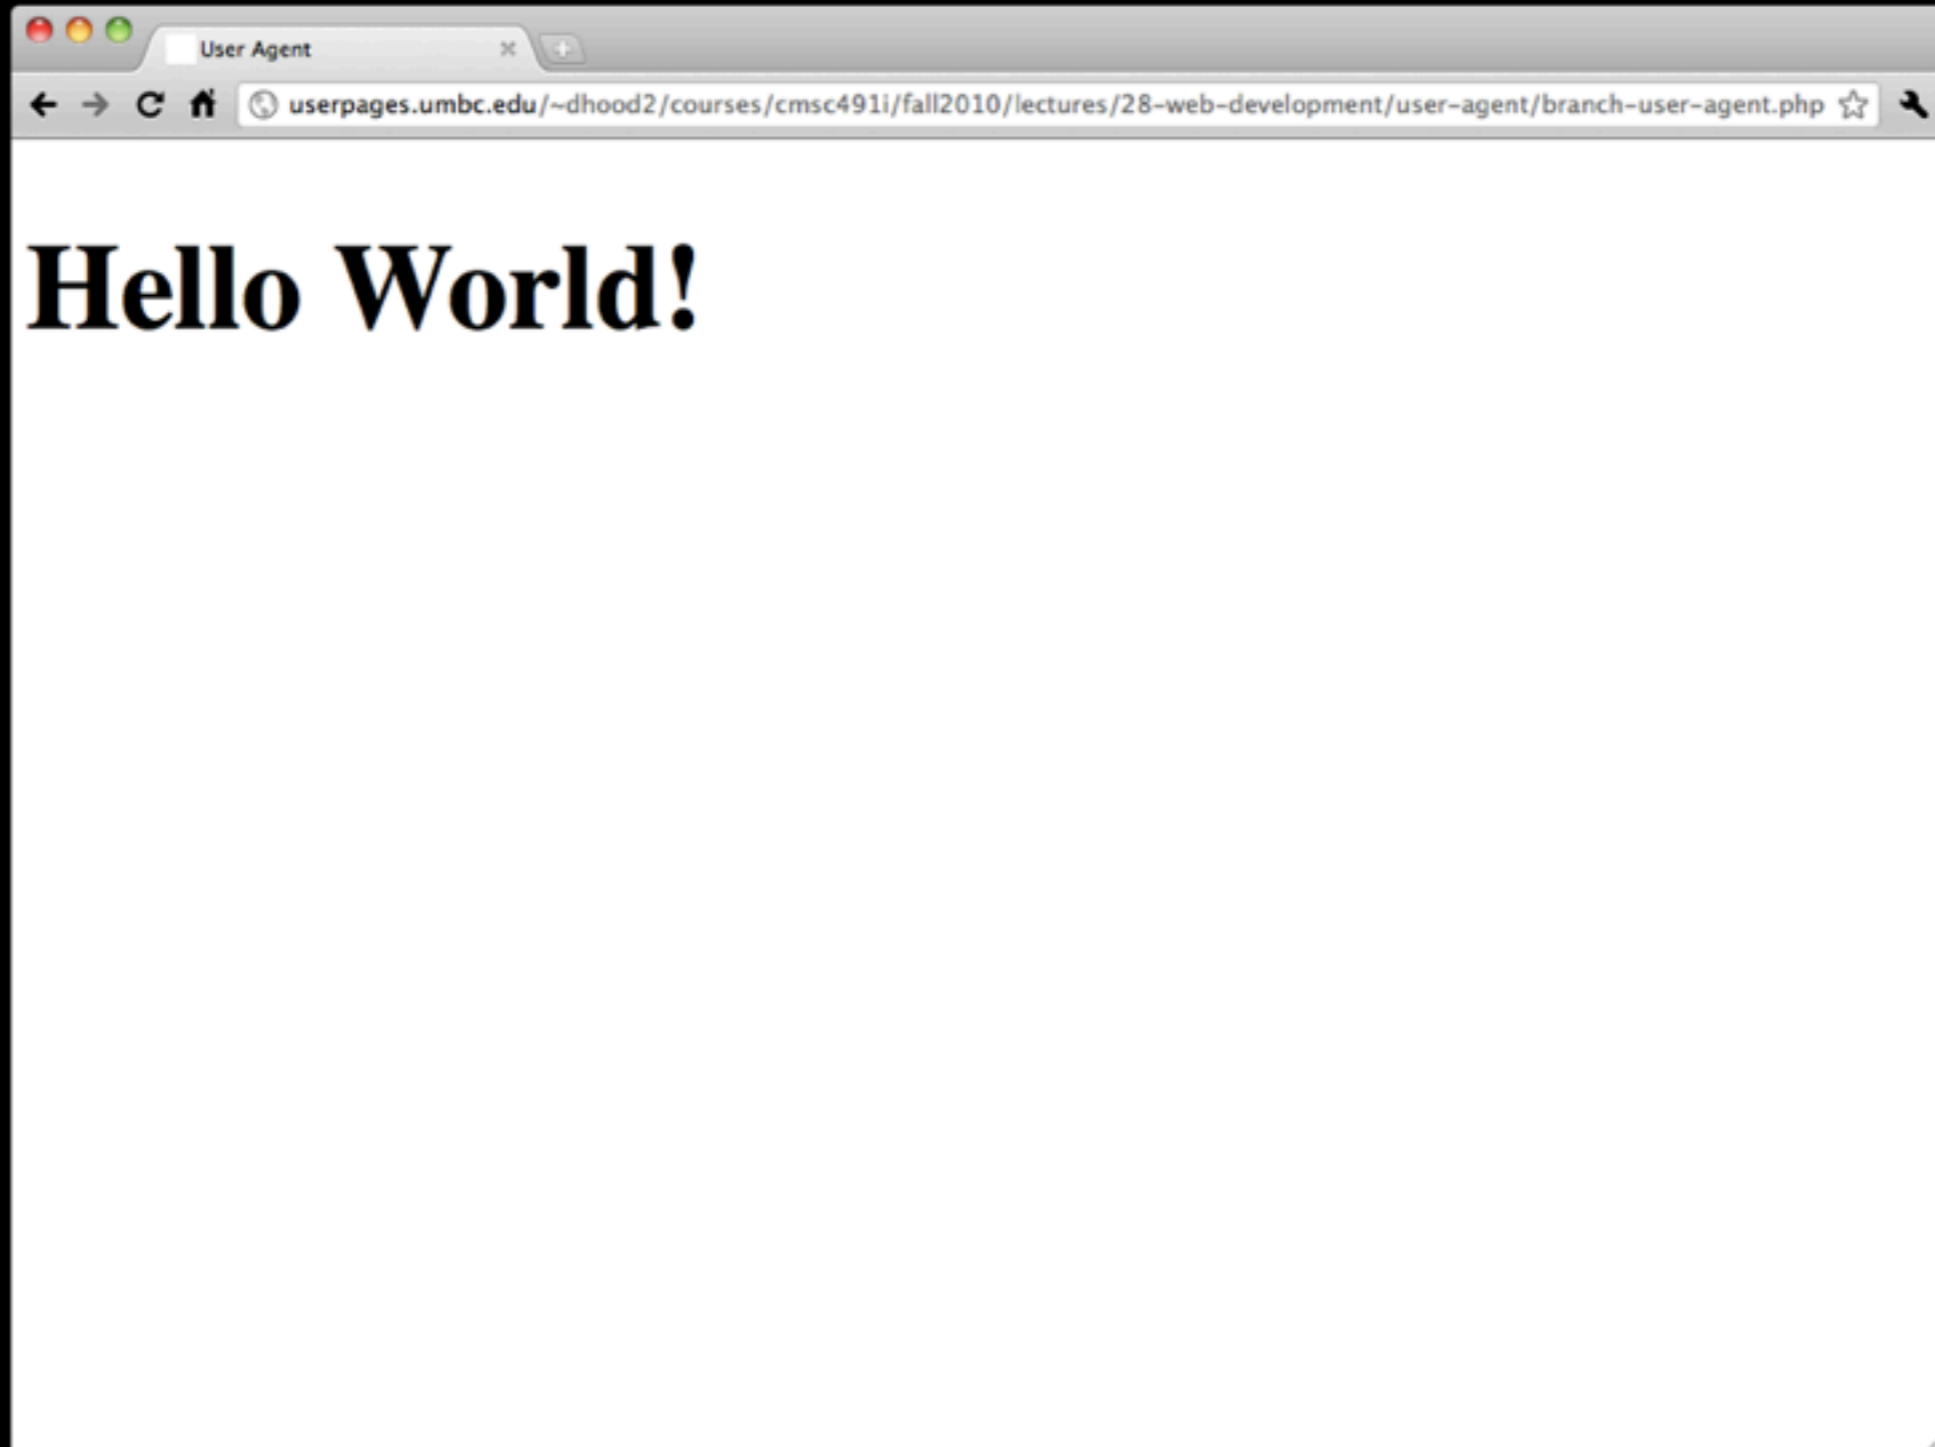 User Agent
userpages.umbc.edu/~dhood2/courses/cmsc491i/fall2010/lectures/28-web-development/user-agent/branch-user-agent.php
Hello World!